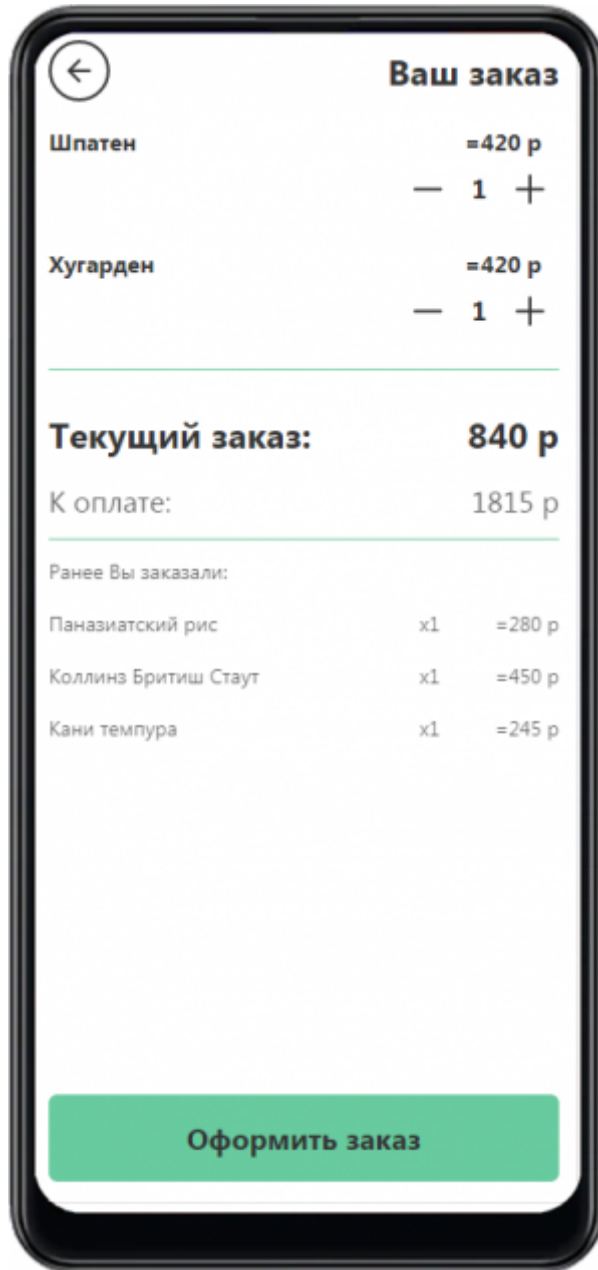 Ваш заказ
Шпатен =420 р
— 1 +
Хугарден =420 р
— 1 +
Текущий заказ: 840 р
К оплате: 1815 р
Ранее Вы заказали:
Паназиатский рис x1 =280 р
Коллинз Бритиш Стаут x1 =450 р
Кани темпура x1 =245 р
Оформить заказ